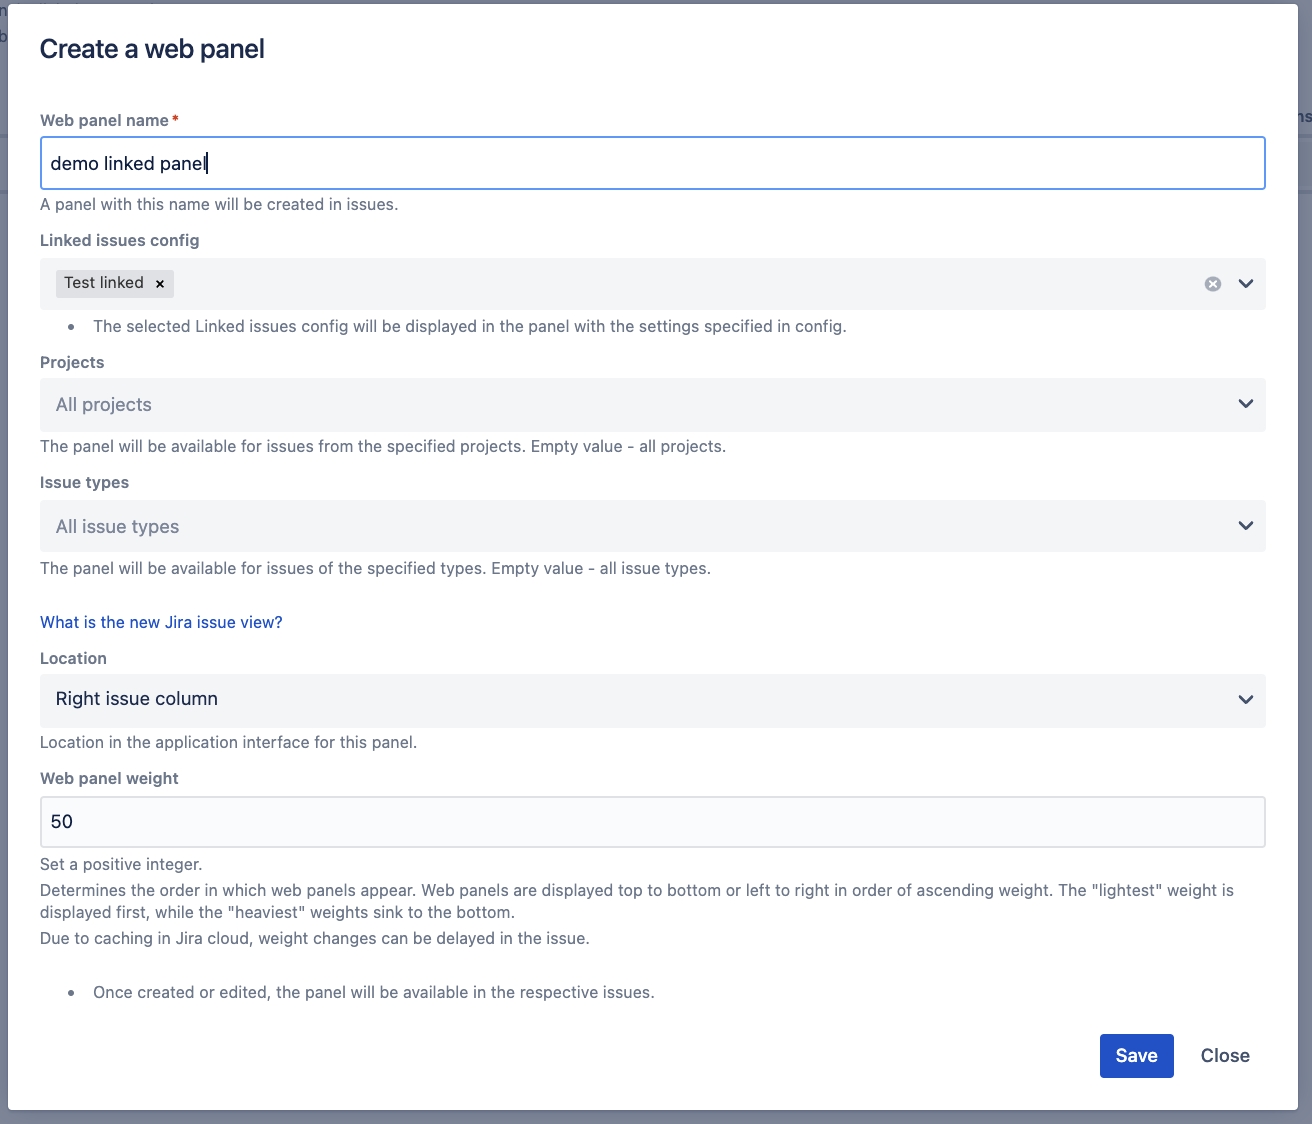 Create a web panel
Web panel name*
demo linked panel
A panel with this name will be created in issues.
Linked issues config
Test linked ×
• The selected Linked issues config will be displayed in the panel with the settings specified in config.
Projects
All projects
The panel will be available for issues from the specified projects. Empty value - all projects.
Issue types
All issue types
The panel will be available for issues of the specified types. Empty value - all issue types.
What is the new Jira issue view?
Location
Right issue column
Location in the application interface for this panel.
Web panel weight
50
Set a positive integer.
Determines the order in which web panels appear. Web panels are displayed top to bottom or left to right in order of ascending weight. The "lightest" weight is
displayed first, while the "heaviest" weights sink to the bottom.
Due to caching in Jira cloud, weight changes can be delayed in the issue.
• Once created or edited, the panel will be available in the respective issues.
Save Close